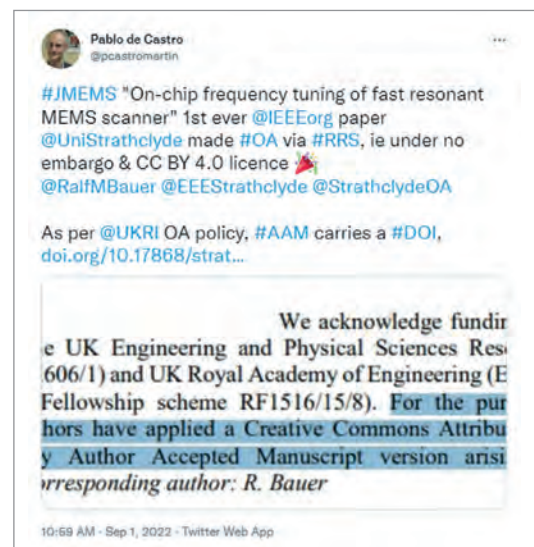 Pablo de Castro
@pcastromartin
#JMEMS "On-chip frequency tuning of fast resonant
MEMS scanner" 1st ever @IEEEorg paper
@UniStrathclyde made #OA via #RRS, ie under no
embargo & CC BY 4.0 licence 🎉
@RalfMBauer @EEEStrathclyde @StrathclydeOA
As per @UKRI OA policy, #AAM carries a #DOI,
doi.org/10.17868/strat...
We acknowledge fundin
e UK Engineering and Physical Sciences Res
606/1) and UK Royal Academy of Engineering (E
Fellowship scheme RF1516/15/8). For the pur
hors have applied a Creative Commons Attribu
y Author Accepted Manuscript version arisi
orresponding author: R. Bauer
10:59 AM · Sep 1, 2022 · Twitter Web App